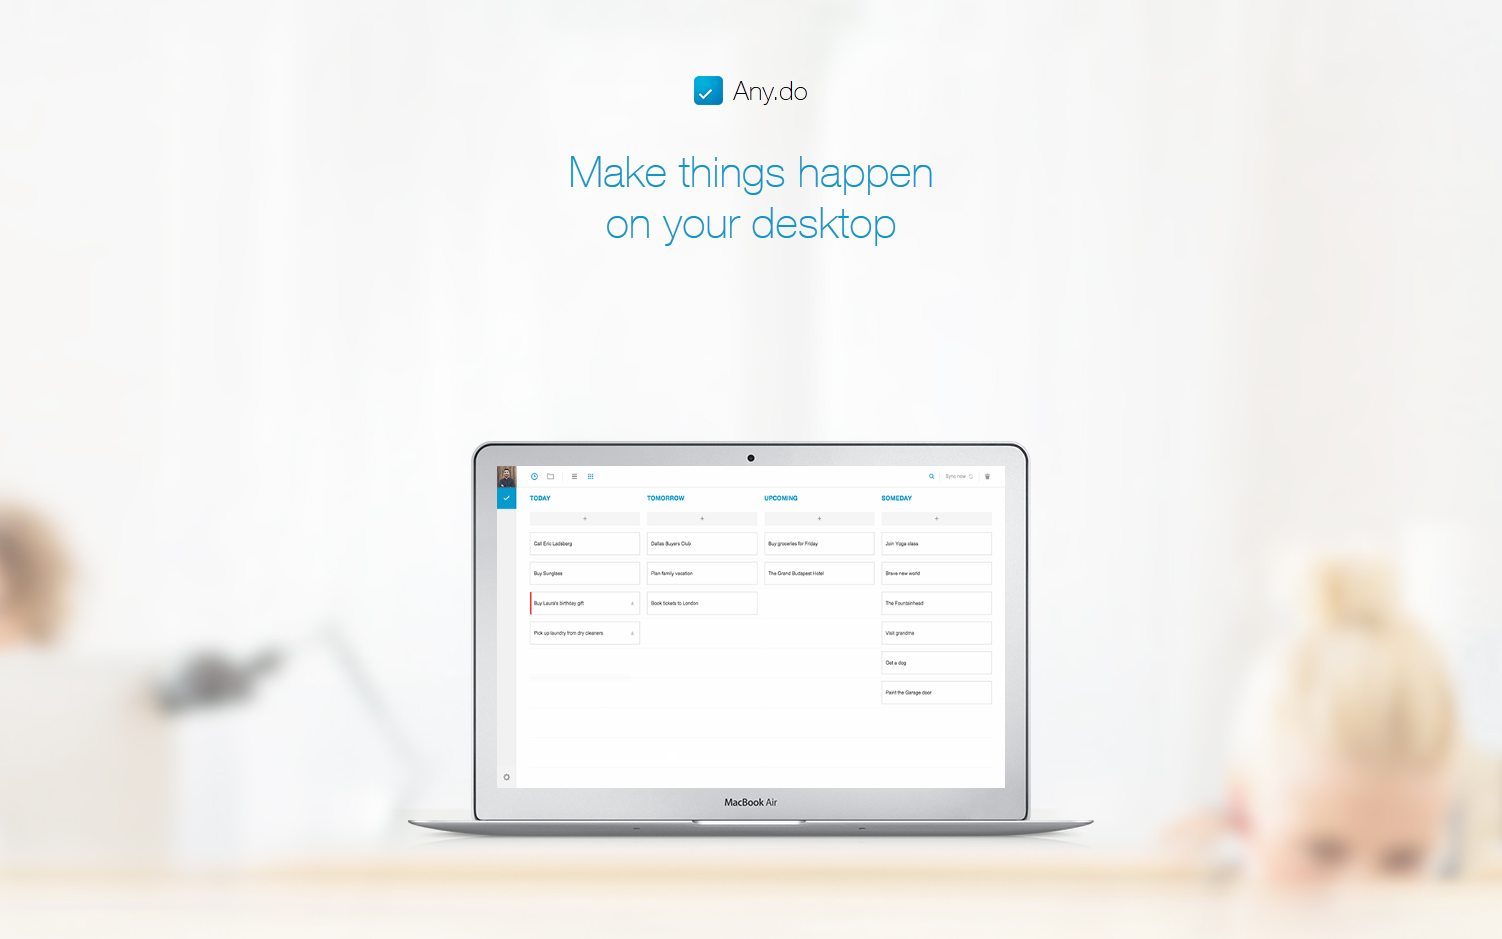 Any.do
Make things happen
on your desktop
Sync now
TODAY
TOMORROW
UPCOMING
SOMEDAY
+
+
+
+
Call Eric Ladsberg
Dallas Buyers Club
Buy groceries for Friday
Join Yoga class
Buy Sunglass
Plan family vacation
The Grand Budapest Hotel
Brave new world
Buy Laura's birthday gift
Book tickets to London
The Fountainhead
Pick up laundry from dry cleaners
Visit grandma
Get a dog
Paint the Garage door
MacBook Air